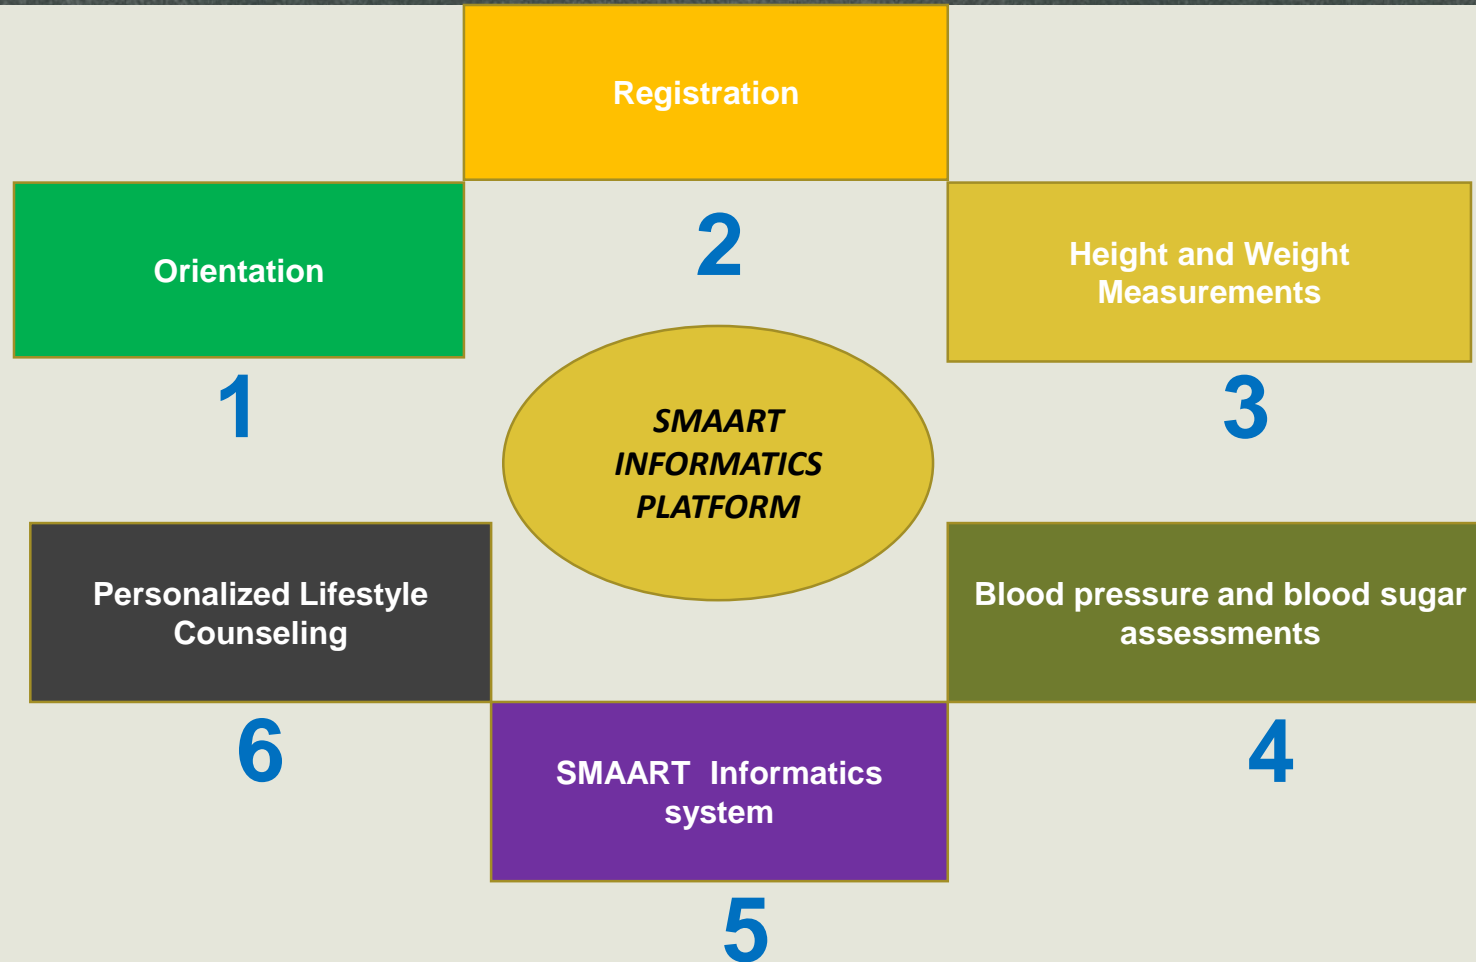 Registration
Orientation
2
Height and Weight
Measurements
1
3
SMAART
INFORMATICS
PLATFORM
Personalized Lifestyle
Counseling
Blood pressure and blood sugar
assessments
6
4
SMAART  Informatics
system
5